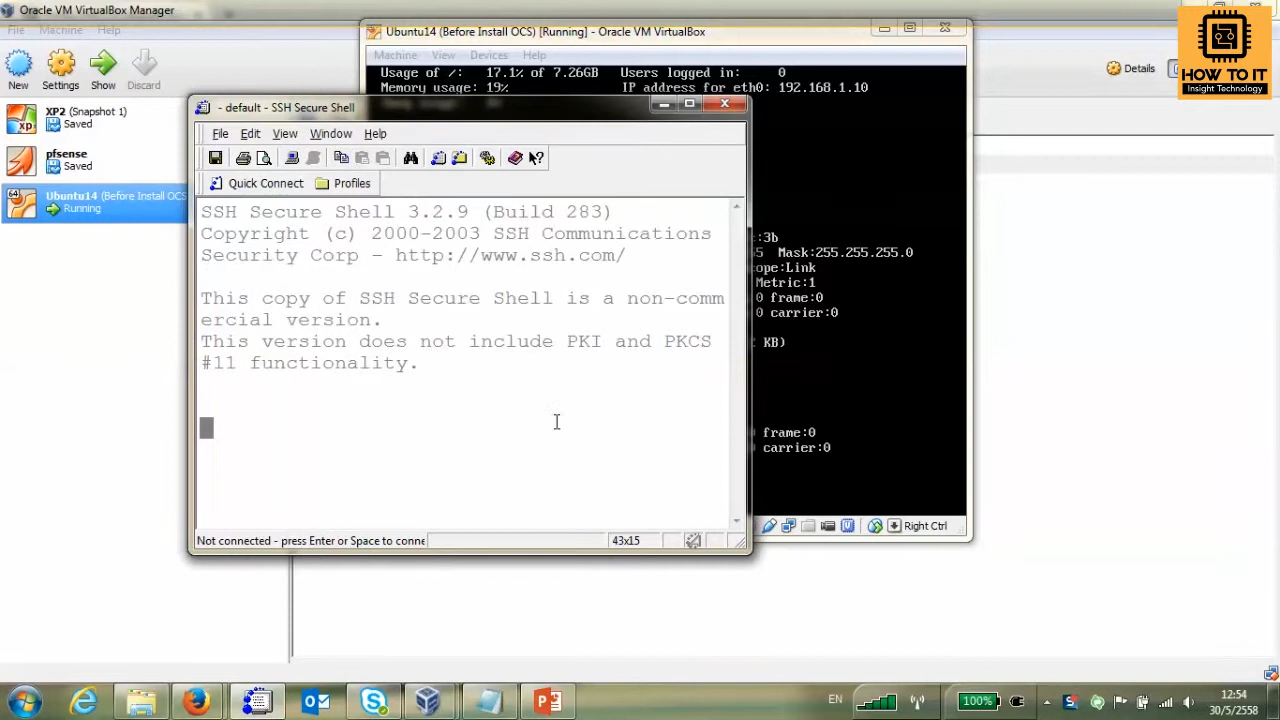 Oracle VM VirtualBox Manager
File Machine Help
New Settings Show Discard
XP2 (Snapshot 1)
Saved
pfsense
Saved
64
Ubuntu14 (Before Install OCS
Running
Ubuntu14 (Before Install OCS) [Running] - Oracle VM VirtualBox
Machine View Devices Help
Usage of /: 17.1% of 7.26GB Users logged in: 0
Memory usage: 19% IP address for eth0: 192.168.1.10
:3b
Mask:255.255.255.0
ope:Link
Metric:1
0 frame:0
0 carrier:0
KB)
frame:0
carrier:0
Right Ctrl
Details
HOW TO IT
Insight Technology
- default - SSH Secure Shell
File Edit View Window Help
Quick Connect Profiles
SSH Secure Shell 3.2.9 (Build 283)
Copyright (c) 2000-2003 SSH Communications
Security Corp - http://www.ssh.com/
This copy of SSH Secure Shell is a non-comm
ercial version.
This version does not include PKI and PKCS
#11 functionality.
Not connected - press Enter or Space to conne
43x15
EN
100%
12:54
30/5/2558